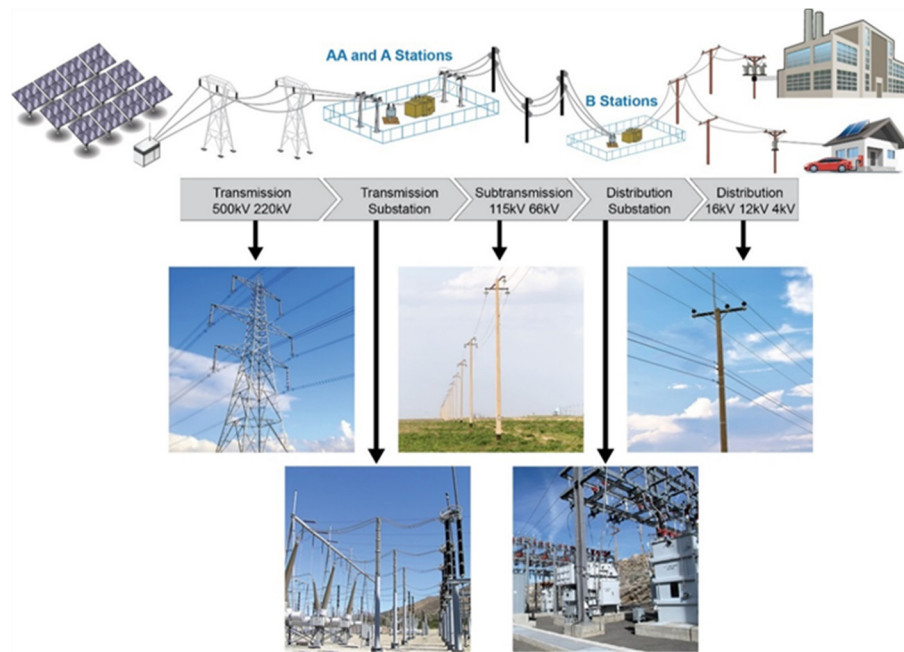 AA and A Stations
B Stations
Transmission
500kV 220kV
Transmission
Substation
Subtransmission
115kV 66kV
Distribution
Substation
Distribution
16kV 12kV 4kV